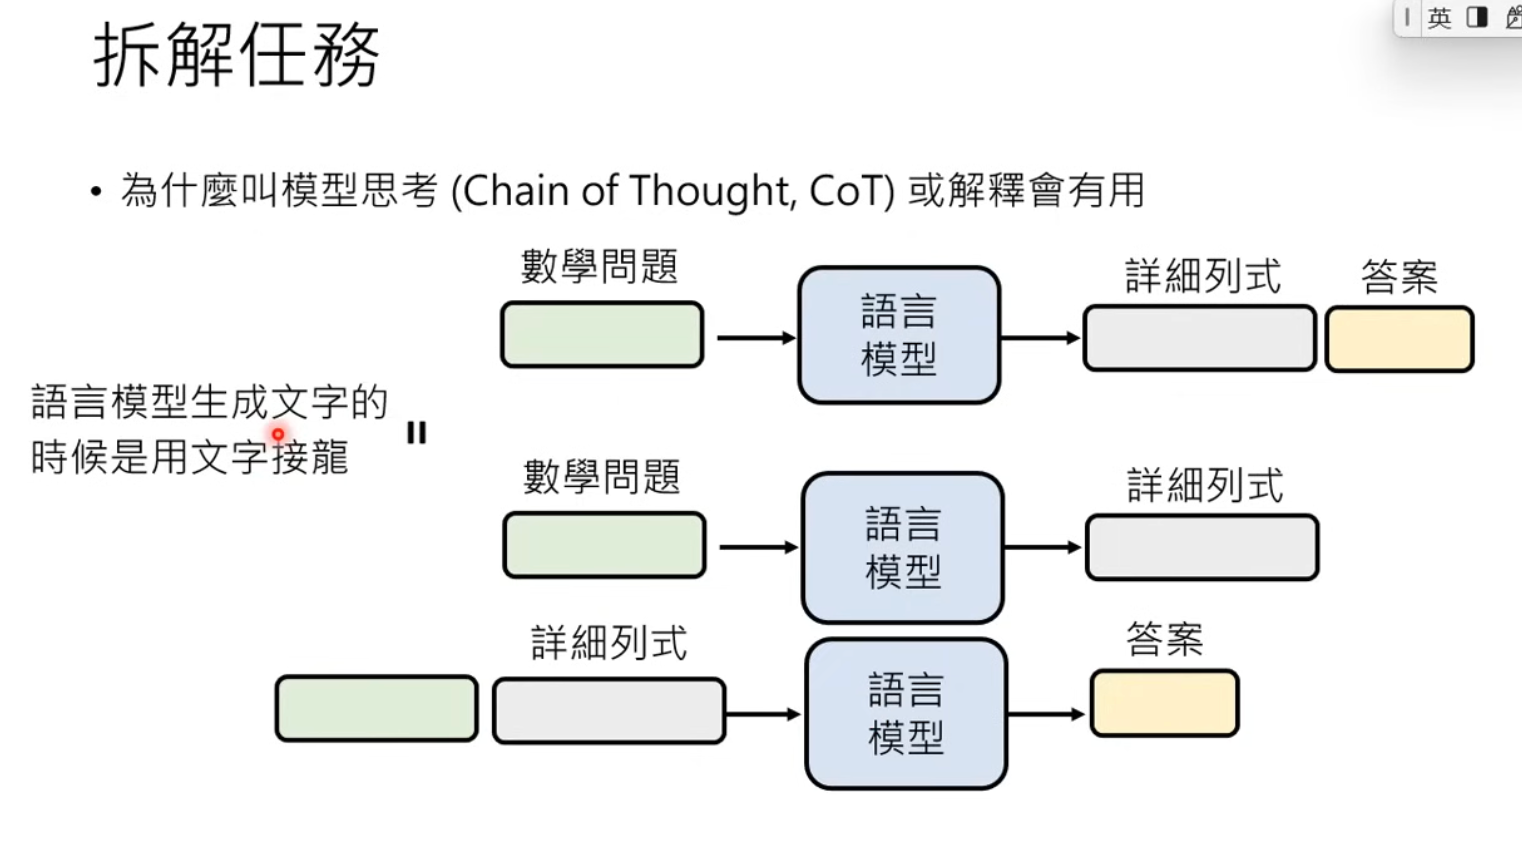 英
拆解任務
• 為什麼叫模型思考 (Chain of Thought, CoT) 或解釋會有用
數學問題
語言
模型
詳細列式
答案
語言模型生成文字的
時候是用文字接龍
=
數學問題
語言
模型
詳細列式
詳細列式
語言
模型
答案